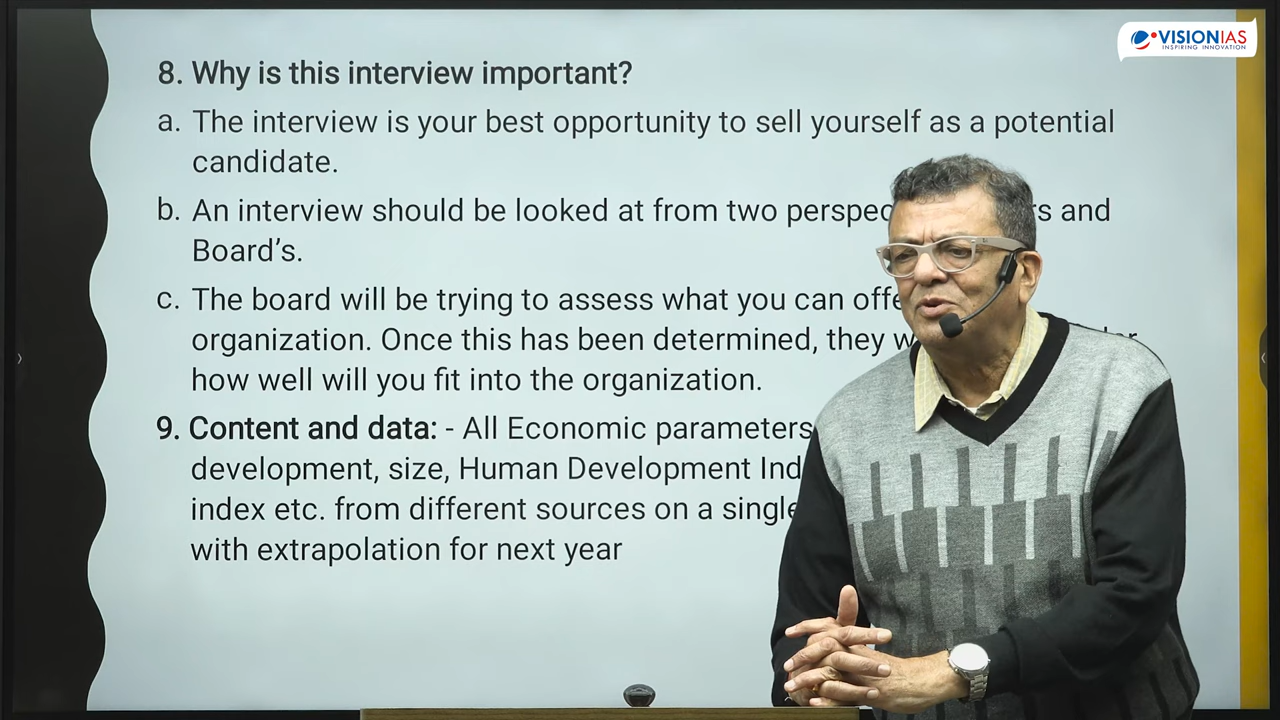 VISIONIAS
INSPIRING INNOVATION
8. Why is this interview important?
a. The interview is your best opportunity to sell yourself as a potential
candidate.
b. An interview should be looked at from two and
Board's.
c. The board will be trying to assess what you can
organization. Once this has been determined, they
how well will you fit into the organization.
9. Content and data: - All Economic parameters
development, size, Human Development
index etc. from different sources on a single
with extrapolation for next year